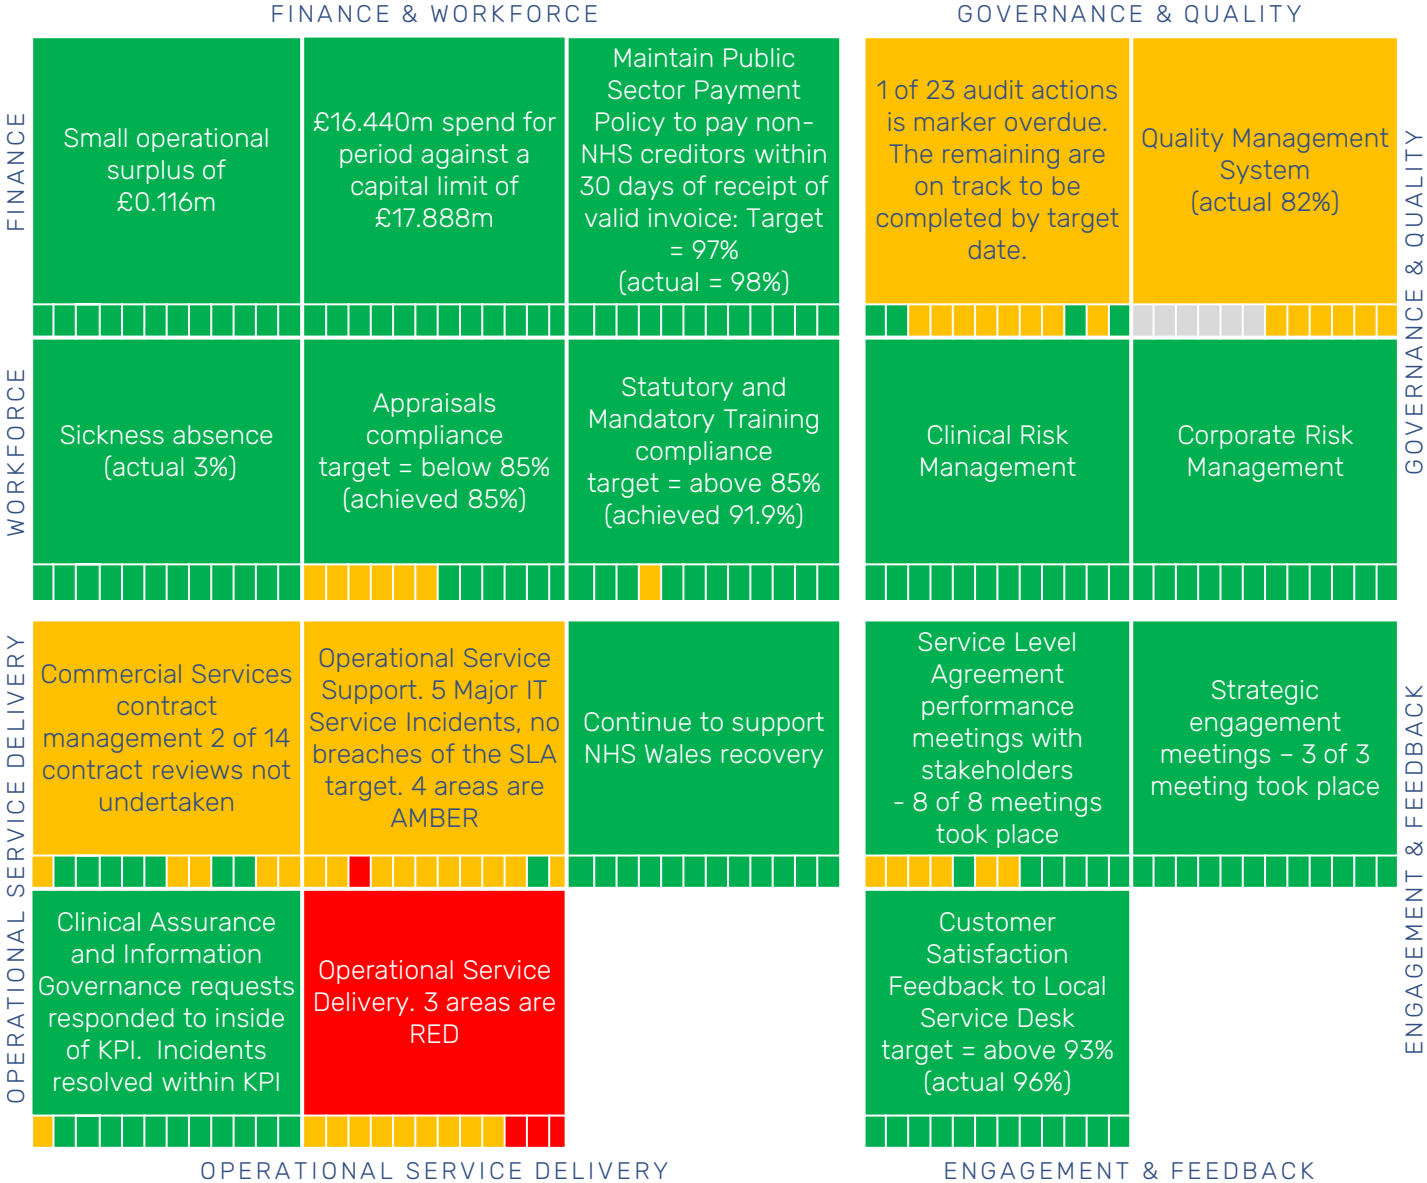 FINANCE & WORKFORCE
GOVERNANCE & QUALITY
FINANCE
Small operational
surplus of
£0.116m
£16.440m spend for
period against a
capital limit of
£17.888m
Maintain Public
Sector Payment
Policy to pay non-
NHS creditors within
30 days of receipt of
valid invoice: Target
= 97%
(actual = 98%)
1 of 23 audit actions
is marker overdue.
The remaining are
on track to be
completed by target
date.
Quality Management
System
(actual 82%)
GOVERNANCE & QUALITY
WORKFORCE
Sickness absence
(actual 3%)
Appraisals
compliance
target = below 85%
(achieved 85%)
Statutory and
Mandatory Training
compliance
target = above 85%
(achieved 91.9%)
Clinical Risk
Management
Corporate Risk
Management
OPERATIONAL SERVICE DELIVERY
Commercial Services
contract
management 2 of 14
contract reviews not
undertaken
Operational Service
Support. 5 Major IT
Service Incidents, no
breaches of the SLA
target. 4 areas are
AMBER
Continue to support
NHS Wales recovery
Service Level
Agreement
performance
meetings with
stakeholders
- 8 of 8 meetings
took place
Strategic
engagement
meetings – 3 of 3
meeting took place
ENGAGEMENT & FEEDBACK
Clinical Assurance
and Information
Governance requests
responded to inside
of KPI.  Incidents
resolved within KPI
Operational Service
Delivery. 3 areas are
RED
Customer
Satisfaction
Feedback to Local
Service Desk
target = above 93%
(actual 96%)
OPERATIONAL SERVICE DELIVERY
ENGAGEMENT & FEEDBACK